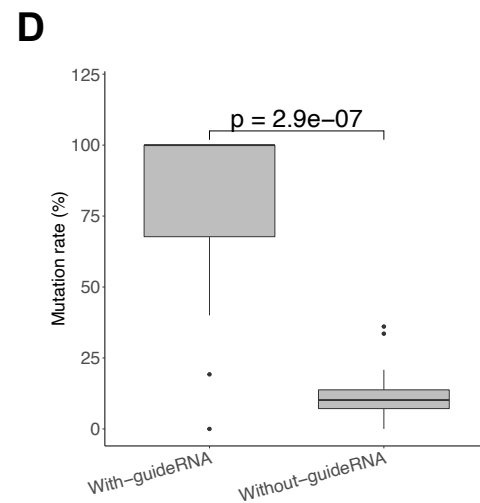 D
125
p = 2.9e−07
100
75
50
25
0
Mutation rate (%)
With−guideRNA
Without−guideRNA